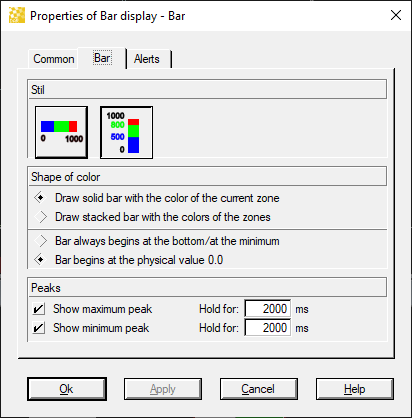 Properties of Bar display - Bar
Common Bar Alerts
Stil
0 1000
1000
800
500
0
Shape of color
Draw solid bar with the color of the current zone
Draw stacked bar with the colors of the zones
Bar always begins at the bottom/at the minimum
Bar begins at the physical value 0.0
Peaks
Show maximum peak Hold for: 2000 ms
Show minimum peak Hold for: 2000 ms
Ok Apply Cancel Help